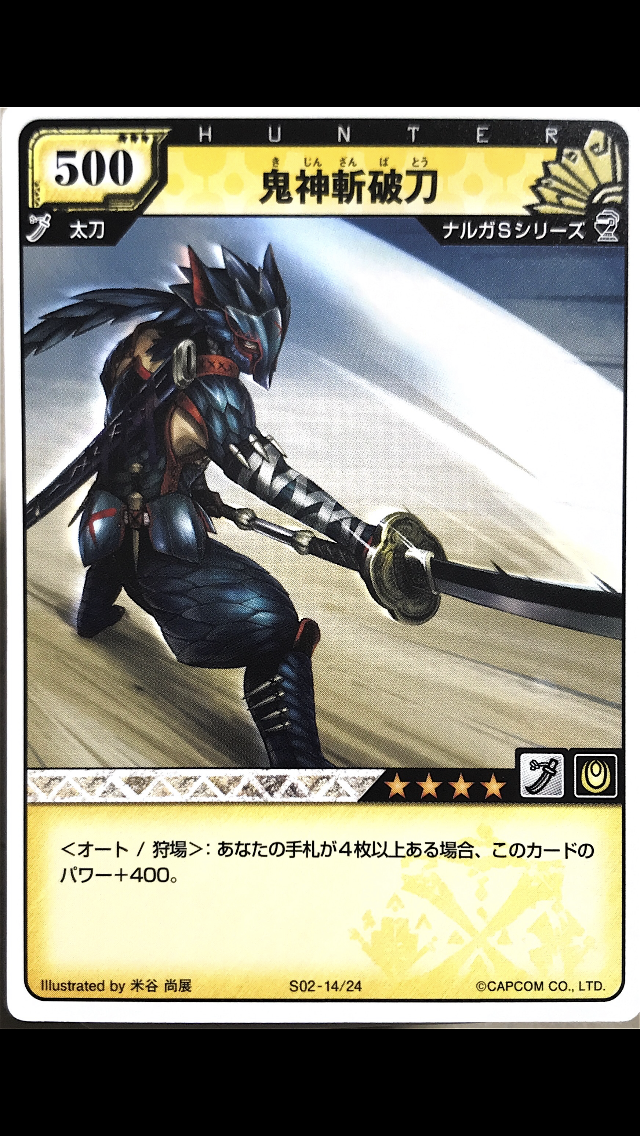 HUNTER
500
き じん ざん ば とう
鬼神斬破刀
太刀
ナルガSシリーズ
<オート / 狩場>：あなたの手札が４枚以上ある場合、このカードの
パワー＋400。
Illustrated by 米谷 尚展
S02-14/24
©CAPCOM CO., LTD.